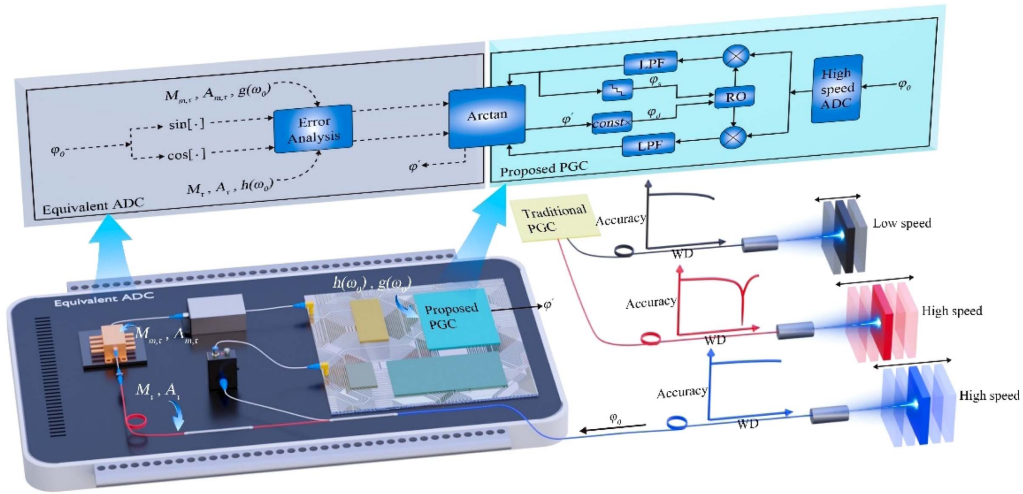 M_{m,τ} , A_{m,τ} , g(ω_0)
sin[·]
cos[·]
φ_0
Error
Analysis
M_τ , A_τ , h(ω_0)
φ′
Equivalent ADC
Arctan
LPF
φ_s
φ′
const×
φ_d
LPF
RO
High
speed
ADC
φ_0
Proposed PGC
Traditional
PGC
Accuracy
WD
Low speed
Accuracy
WD
High speed
Accuracy
WD
High speed
φ_0
Equivalent ADC
M_{m,τ} , A_{m,τ}
M_τ , A_τ
h(ω_0) , g(ω_0)
Proposed
PGC
φ′